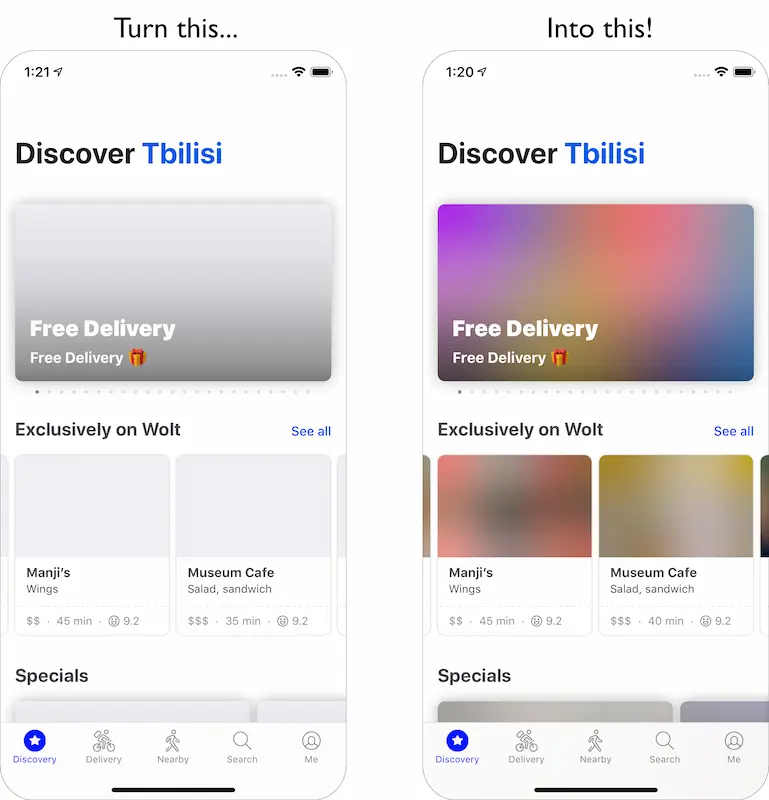 Turn this...
1:21
Discover Tbilisi
Free Delivery
Free Delivery 🎁
Exclusively on Wolt
See all
Manji's
Wings
$$ · 45 min · 9.2
Museum Cafe
Salad, sandwich
$$$ · 35 min · 9.2
Specials
Discovery
Delivery
Nearby
Search
Me
Into this!
1:20
Discover Tbilisi
Free Delivery
Free Delivery 🎁
Exclusively on Wolt
See all
Manji's
Wings
$$ · 45 min · 9.2
Museum Cafe
Salad, sandwich
$$$ · 40 min · 9.2
Specials
Discovery
Delivery
Nearby
Search
Me